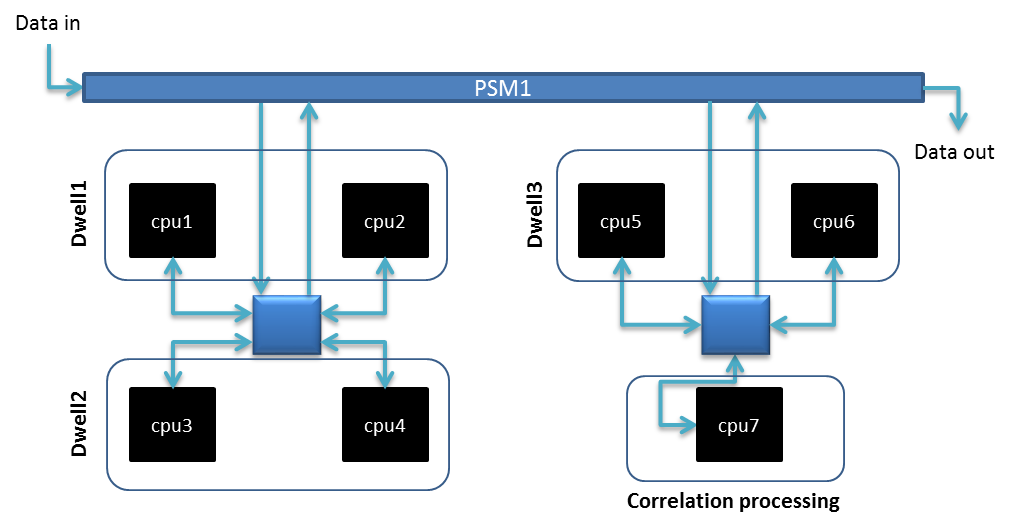 Data in
PSM1
Data out
Dwell1
cpu1
cpu2
Dwell3
cpu5
cpu6
Dwell2
cpu3
cpu4
cpu7
Correlation processing